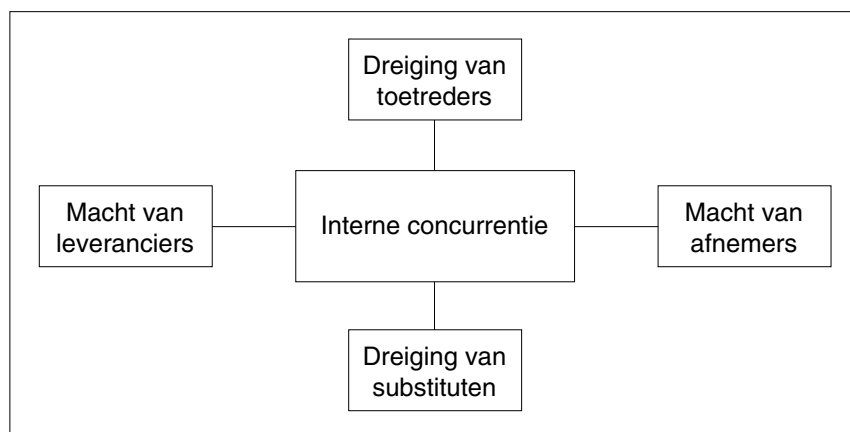 Dreiging van
toetreders
Macht van
leveranciers
Interne concurrentie
Macht van
afnemers
Dreiging van
substituten